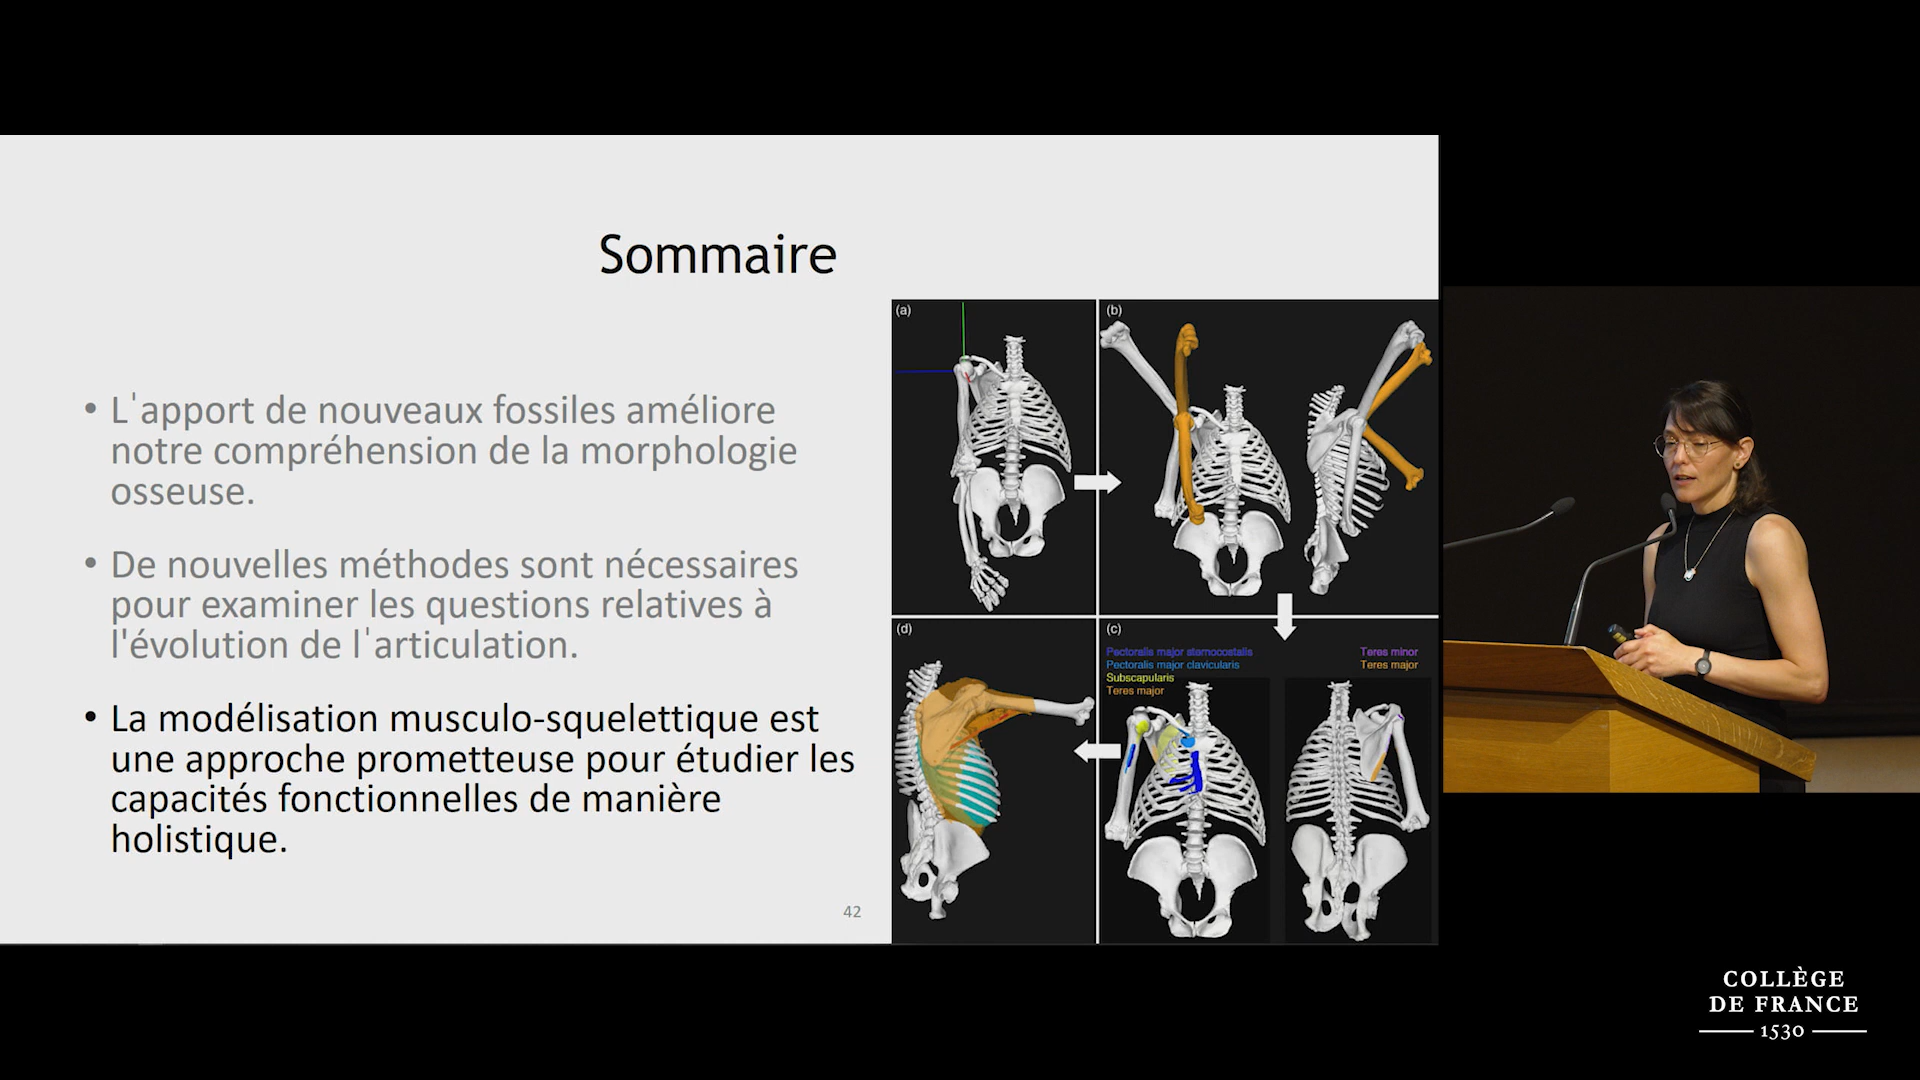 Sommaire
• L'apport de nouveaux fossiles améliore
notre compréhension de la morphologie
osseuse.
• De nouvelles méthodes sont nécessaires
pour examiner les questions relatives à
l'évolution de l'articulation.
• La modélisation musculo-squelettique est
une approche prometteuse pour étudier les
capacités fonctionnelles de manière
holistique.
42
(a)
(b)
(d)
(c)
Pectoralis major sternocostalis
Pectoralis major clavicularis
Subscapularis
Teres major
Teres minor
Teres major
COLLÈGE
DE FRANCE
1530